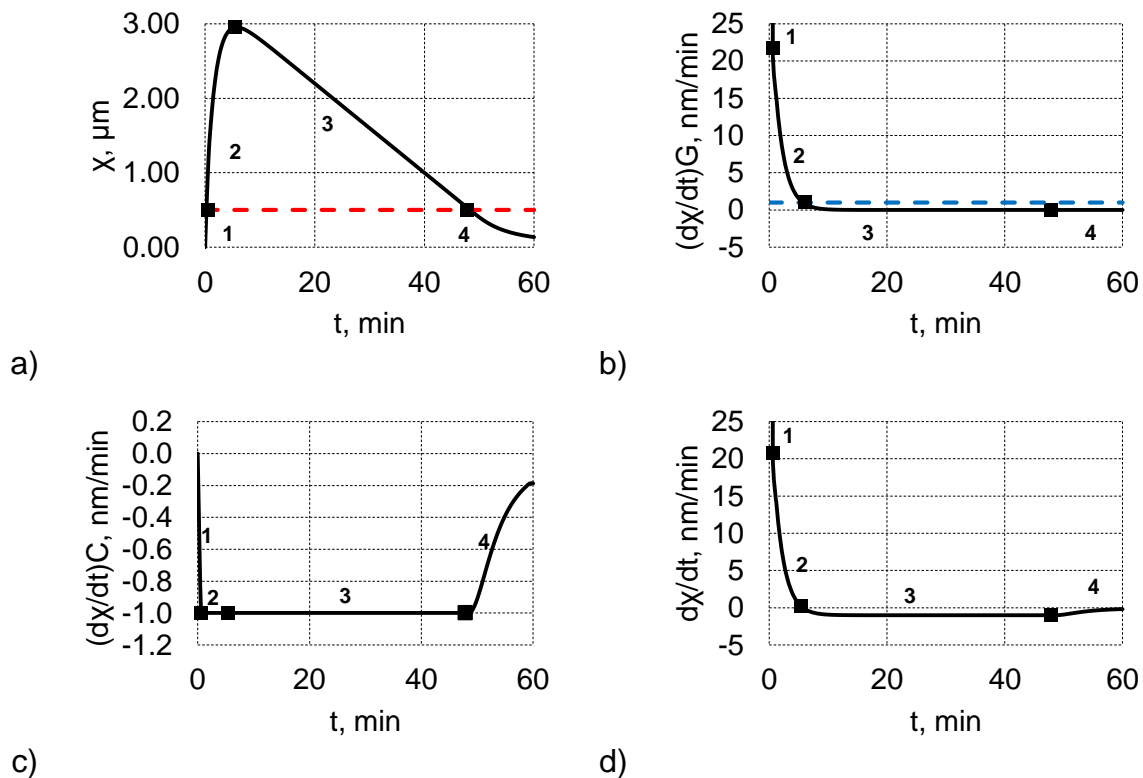 χ, μm
3.00
2.00
1.00
0.00
0 20 40 60
t, min
1
2
3
4
a)
(dχ/dt)G, nm/min
25
20
15
10
5
0
-5
0 20 40 60
t, min
1
2
3
4
b)
(dχ/dt)C, nm/min
0.2
0.0
-0.2
-0.4
-0.6
-0.8
-1.0
-1.2
0 20 40 60
t, min
1
2
3
4
c)
dχ/dt, nm/min
25
20
15
10
5
0
-5
0 20 40 60
t, min
1
2
3
4
d)